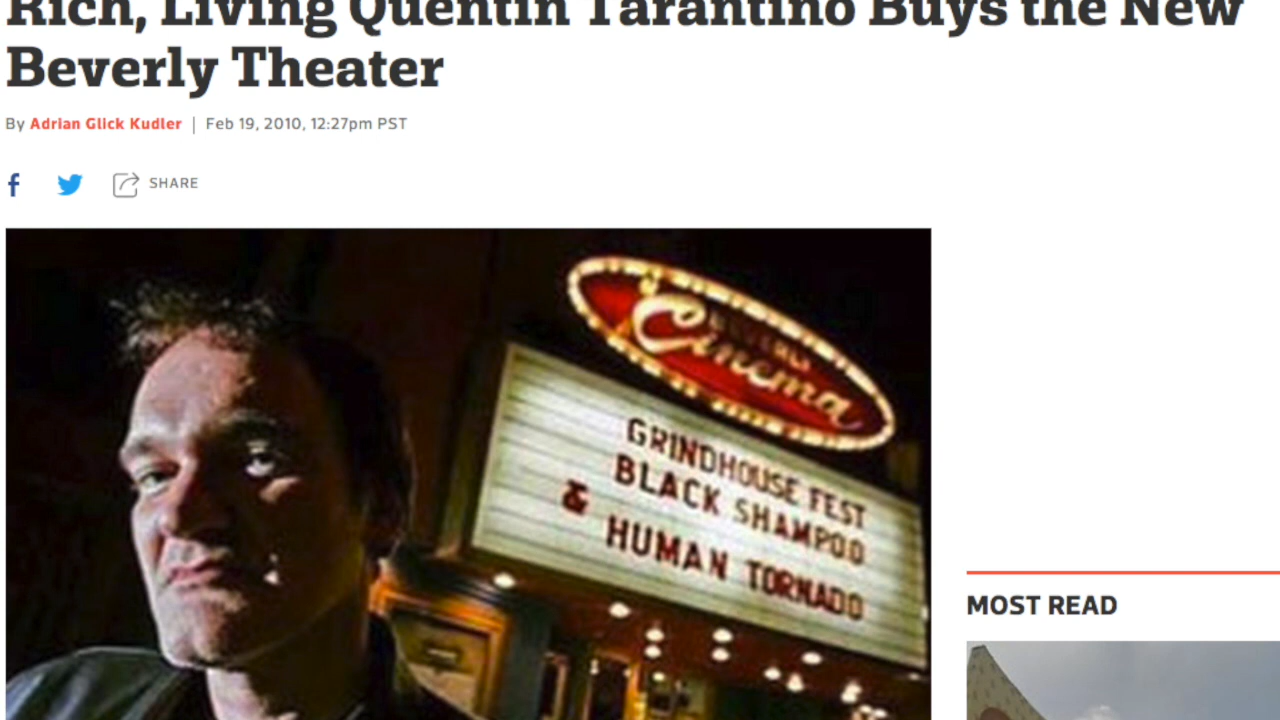 Rich, Living Quentin Tarantino Buys the New
Beverly Theater
By Adrian Glick Kudler | Feb 19, 2010, 12:27pm PST
f
SHARE
BEVERLY
Cinema
GRINDHOUSE FEST
BLACK SHAMPOO
& HUMAN TORNADO
MOST READ